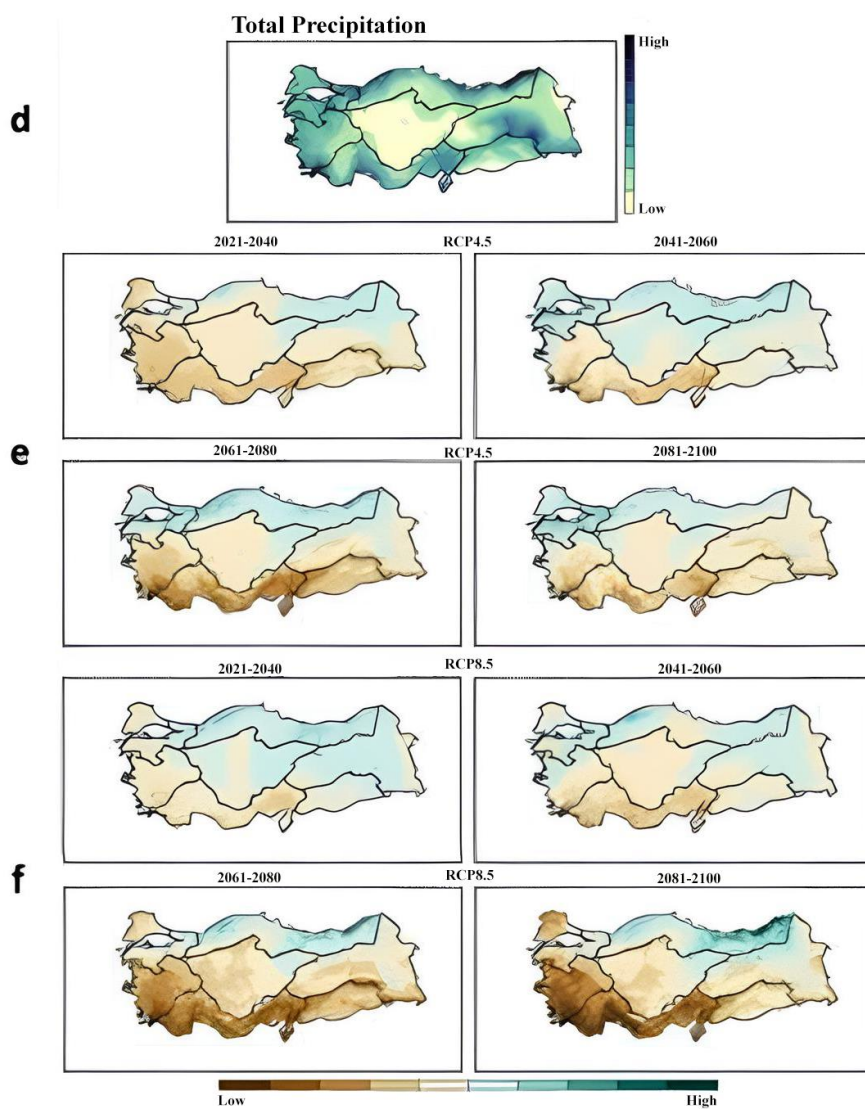 Total Precipitation
High
d
Low
2021-2040 RCP4.5 2041-2060
e
2061-2080 RCP4.5 2081-2100
2021-2040 RCP8.5 2041-2060
f
2061-2080 RCP8.5 2081-2100
Low High